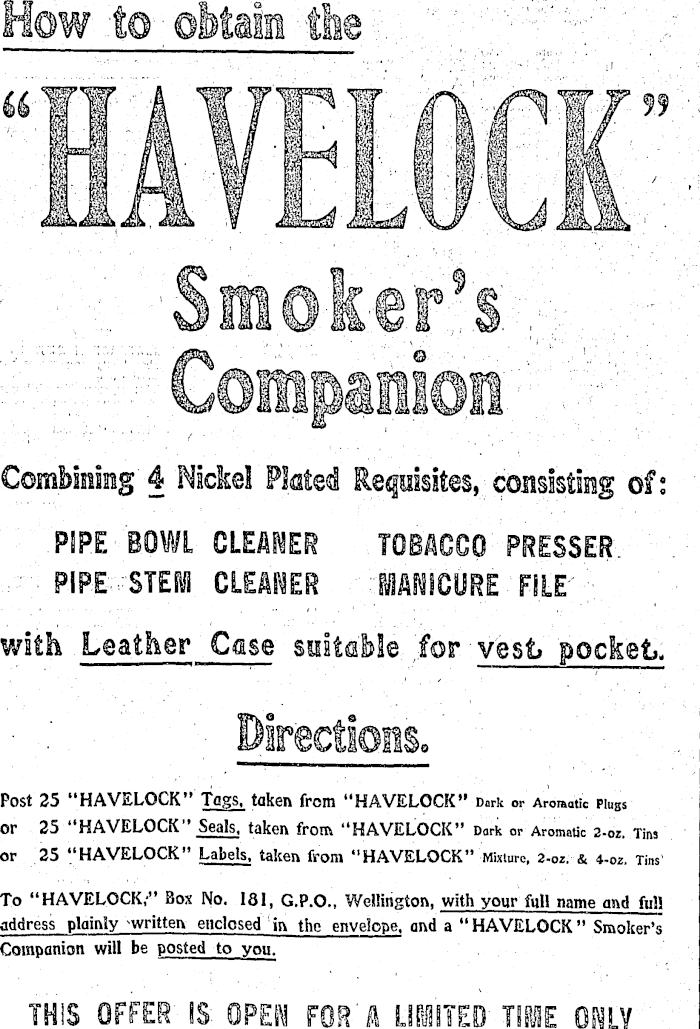 How to obtain the
“HAVELOCK”
Smoker's
Companion
Combining 4 Nickel Plated Requisites, consisting of:
PIPE BOWL CLEANER TOBACCO PRESSER
PIPE STEM CLEANER MANICURE FILE
with Leather Case suitable for vest pocket.
Directions.
Post 25 “HAVELOCK” Tags, taken from “HAVELOCK” Dark or Aromatic Plugs
or 25 “HAVELOCK” Seals, taken from “HAVELOCK” Dark or Aromatic 2-oz. Tins
or 25 “HAVELOCK” Labels, taken from “HAVELOCK” Mixture, 2-oz. & 4-oz. Tins
To “HAVELOCK,” Box No. 181, G.P.O., Wellington, with your full name and full
address plainly written enclosed in the envelope, and a “HAVELOCK” Smoker's
Companion will be posted to you.
THIS OFFER IS OPEN FOR A LIMITED TIME ONLY